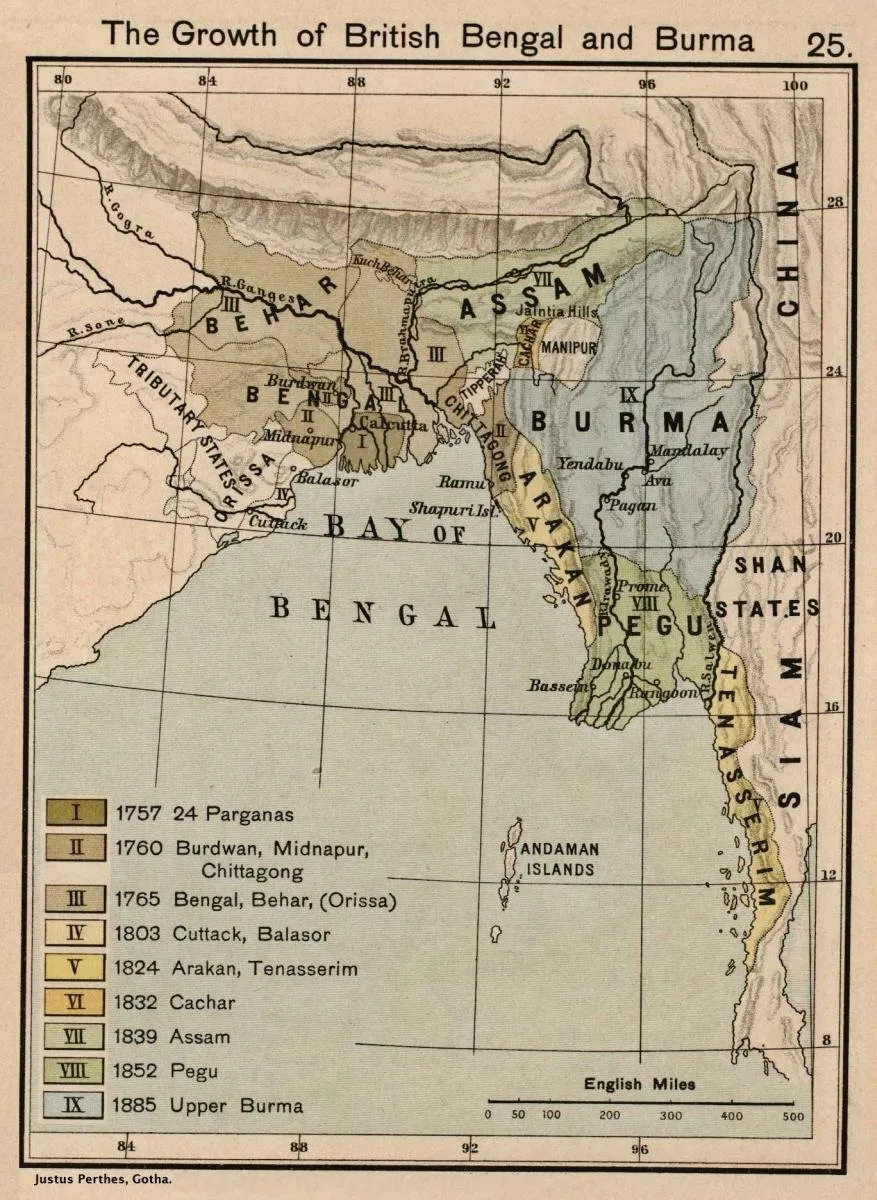 The Growth of British Bengal and Burma
25.
80 84 88 92 96 100
CHINA
28
R. Gogra
Kuch Behar
R. Ganges
III
BEHAR
R. Brahmaputra
VII
ASSAM
Jaintia Hills
R. Sone
III
CACHAR
MANIPUR
TIPPERAH
24
TRIBUTARY STATES
Burdwan
II
BENGAL
III
IX
CHITTAGONG
II
BURMA
II
Calcutta
Midnapur
I
Mandalay
Yendabu
Ava
ORISSA
Balasor
Ramu
IV
Shapuri Isl.
Pagan
Cuttack
ARAKAN
V
BAY OF
BENGAL
20
SHAN
STATES
R. Irawady
Prome
VIII
PEGU
R. Salwen
Donabu
Bassein
Rangoon
16
TENASSERIM
V
SIAM
I 1757 24 Parganas
II 1760 Burdwan, Midnapur,
Chittagong
III 1765 Bengal, Behar, (Orissa)
IV 1803 Cuttack, Balasor
V 1824 Arakan, Tenasserim
VI 1832 Cachar
VII 1839 Assam
VIII 1852 Pegu
IX 1885 Upper Burma
ANDAMAN
ISLANDS
12
8
English Miles
0 50 100 200 300 400 500
84 88 92 96
Justus Perthes, Gotha.